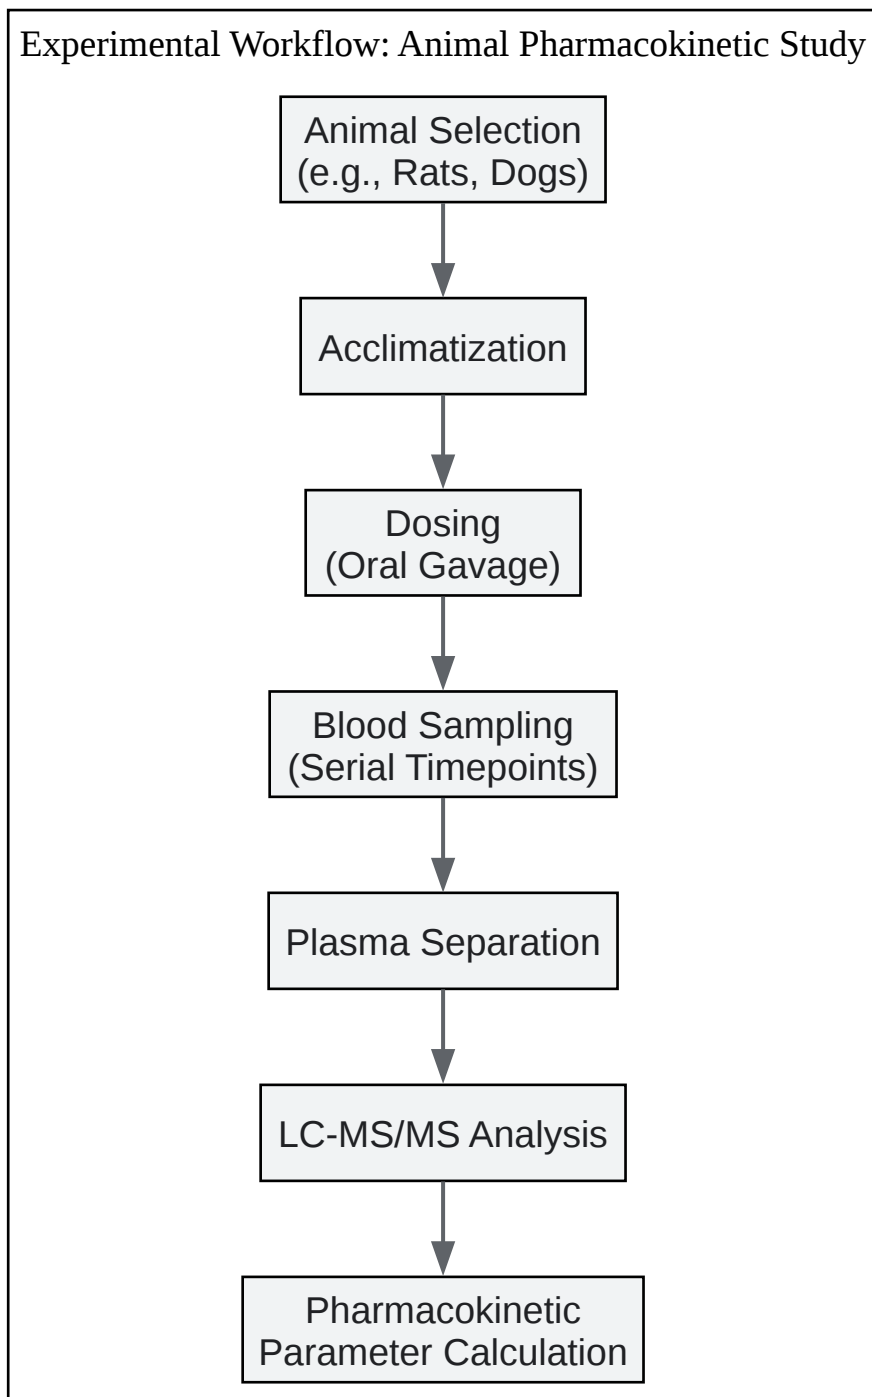 Experimental Workflow: Animal Pharmacokinetic Study
Animal Selection
(e.g., Rats, Dogs)
Acclimatization
Dosing
(Oral Gavage)
Blood Sampling
(Serial Timepoints)
Plasma Separation
LC-MS/MS Analysis
Pharmacokinetic
Parameter Calculation